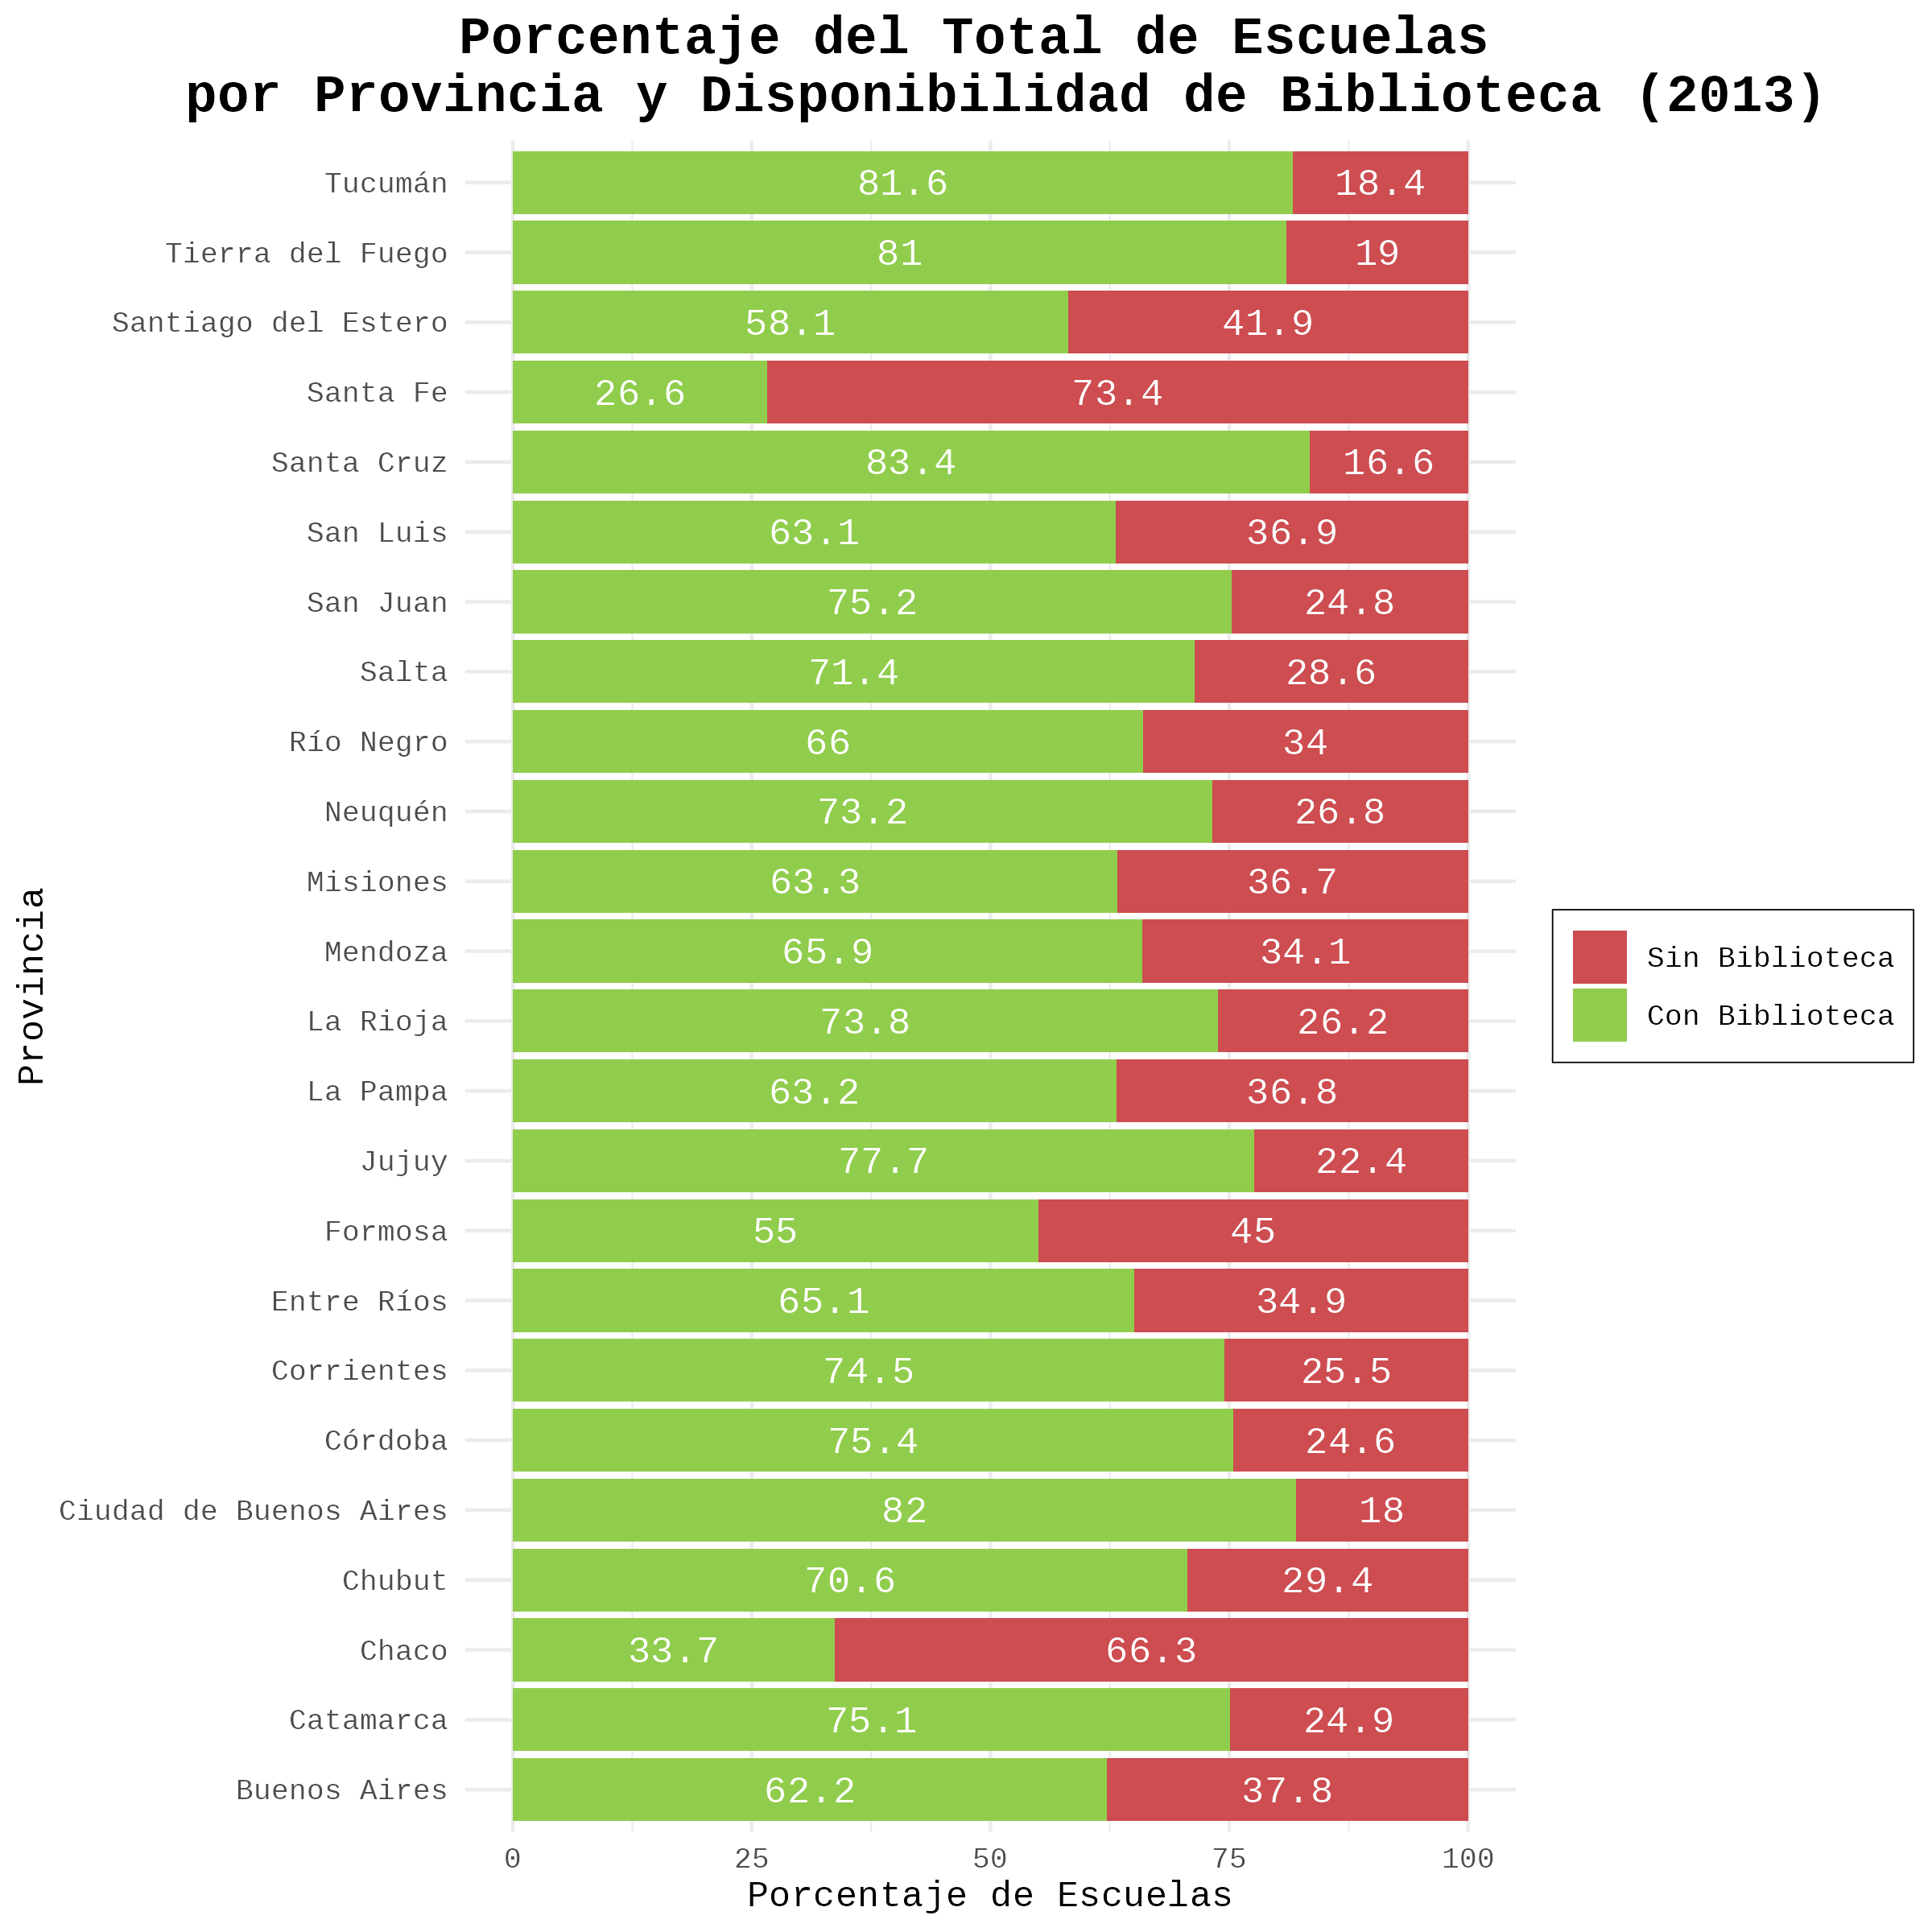 Porcentaje del Total de Escuelas
por Provincia y Disponibilidad de Biblioteca (2013)
Provincia
Tucumán 81.6 18.4
Tierra del Fuego 81 19
Santiago del Estero 58.1 41.9
Santa Fe 26.6 73.4
Santa Cruz 83.4 16.6
San Luis 63.1 36.9
San Juan 75.2 24.8
Salta 71.4 28.6
Río Negro 66 34
Neuquén 73.2 26.8
Misiones 63.3 36.7
Mendoza 65.9 34.1
La Rioja 73.8 26.2
La Pampa 63.2 36.8
Jujuy 77.7 22.4
Formosa 55 45
Entre Ríos 65.1 34.9
Corrientes 74.5 25.5
Córdoba 75.4 24.6
Ciudad de Buenos Aires 82 18
Chubut 70.6 29.4
Chaco 33.7 66.3
Catamarca 75.1 24.9
Buenos Aires 62.2 37.8
0 25 50 75 100
Porcentaje de Escuelas
Sin Biblioteca
Con Biblioteca